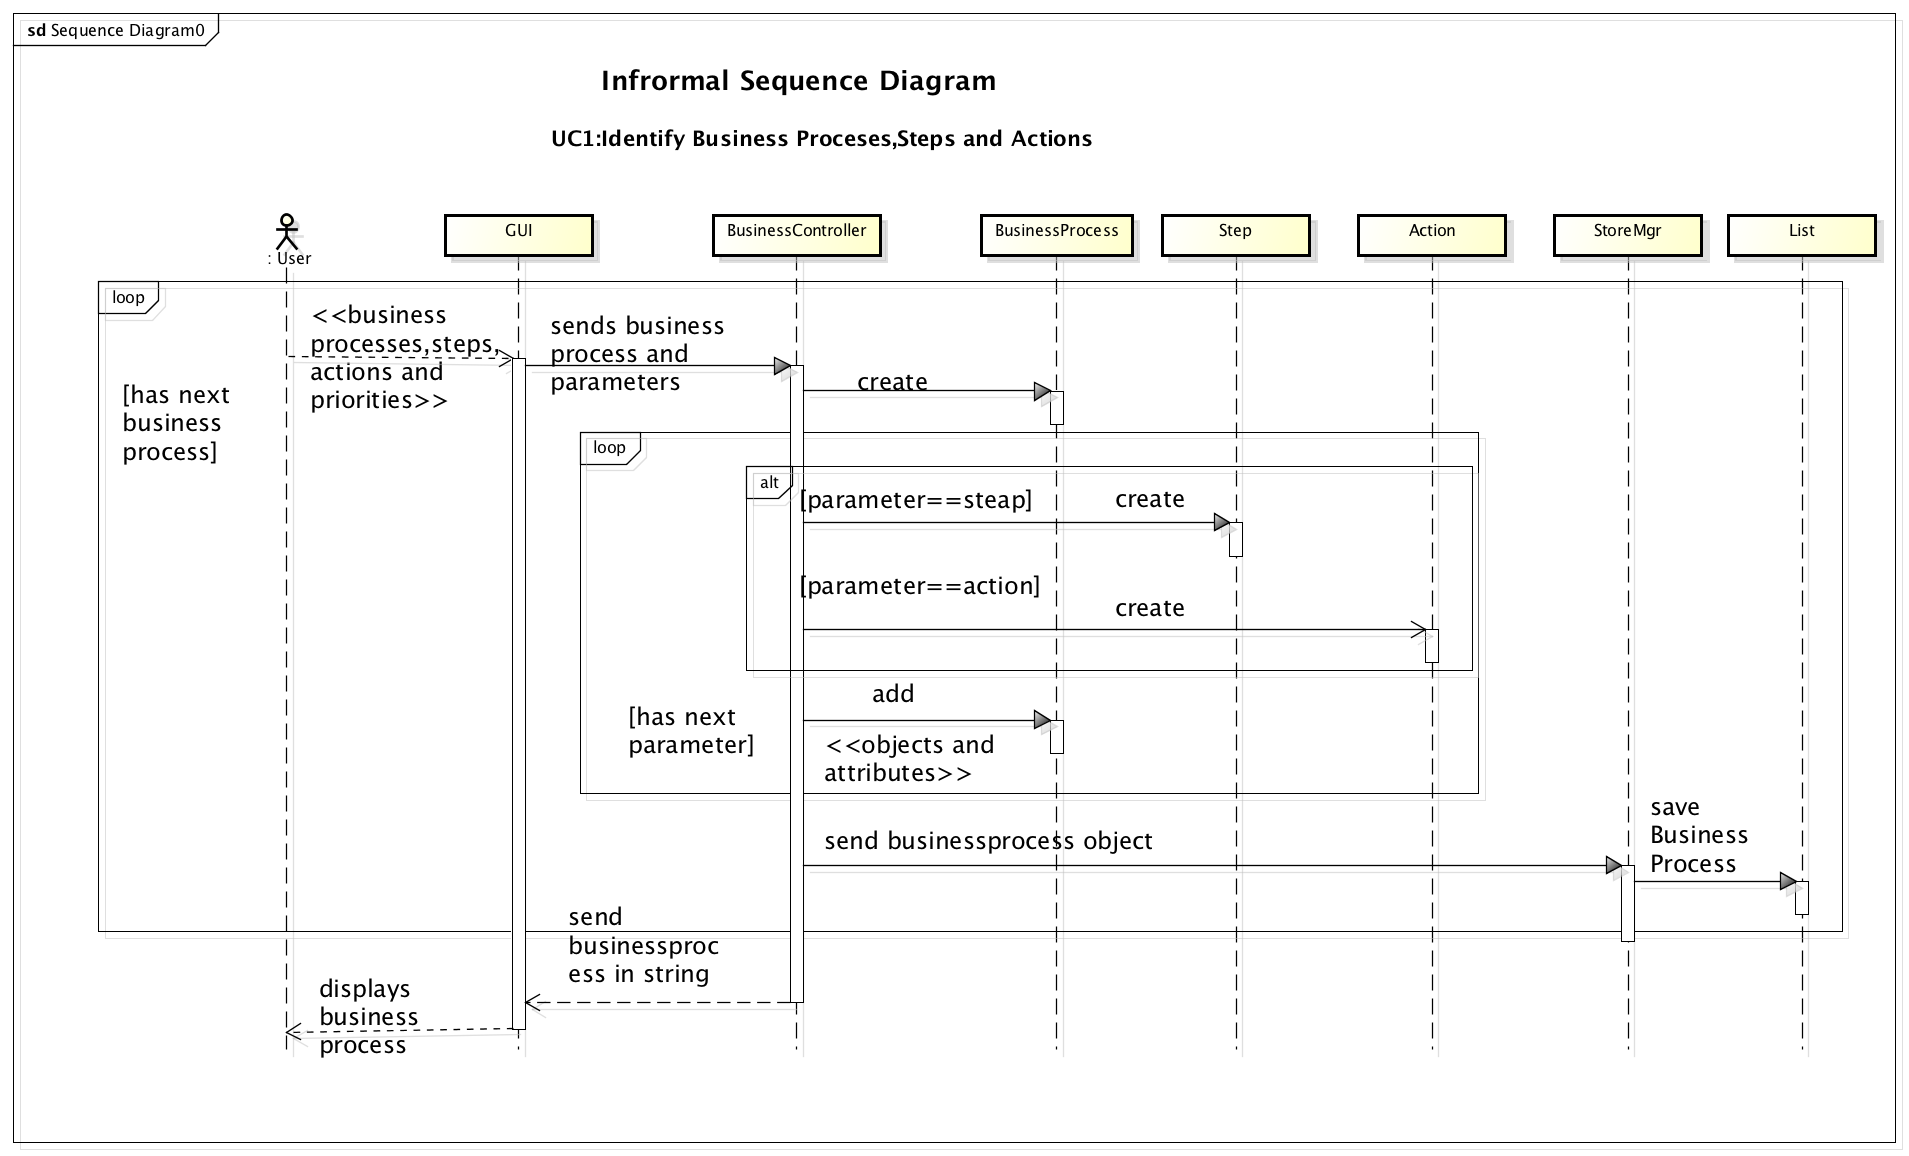 sd Sequence Diagram0
Infrormal Sequence Diagram
UC1:Identify Business Proceses,Steps and Actions
: User
GUI
BusinessController
BusinessProcess
Step
Action
StoreMgr
List
loop
<<business
processes,steps,
actions and
priorities>>
sends business
process and
parameters
create
[has next
business
process]
loop
alt
[parameter==steap]
create
[parameter==action]
create
add
[has next
parameter]
<<objects and
attributes>>
send businessprocess object
save
Business
Process
send
businessproc
ess in string
displays
business
process